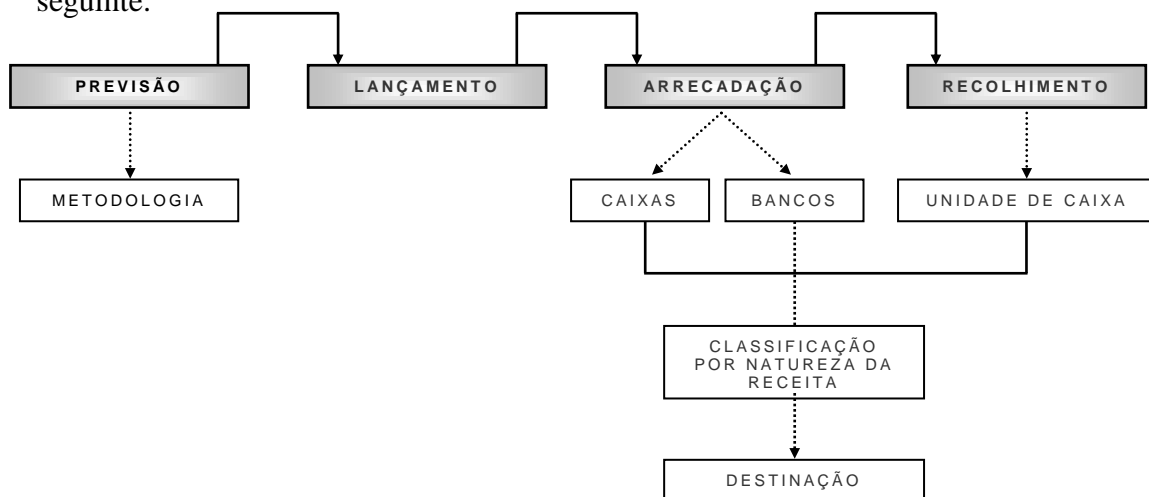 seguinte:
PREVISÃO
LANÇAMENTO
ARRECADAÇÃO
RECOLHIMENTO
METODOLOGIA
CAIXAS
BANCOS
UNIDADE DE CAIXA
CLASSIFICAÇÃO
POR NATUREZA DA
RECEITA
DESTINAÇÃO